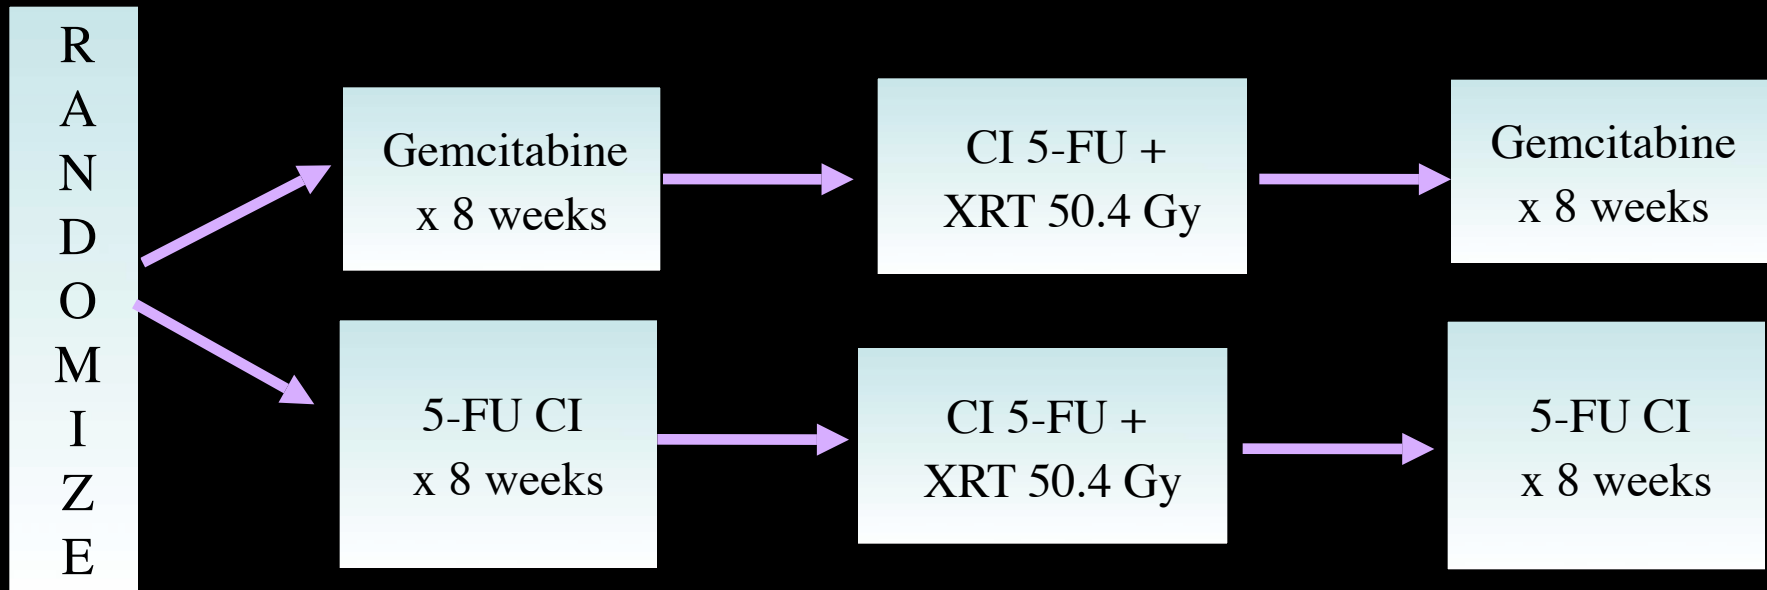 R
A
N
D
O
M
I
Z
E
Gemcitabine
x 8 weeks
CI 5-FU +
XRT 50.4 Gy
Gemcitabine
x 8 weeks
5-FU CI
x 8 weeks
CI 5-FU +
XRT 50.4 Gy
5-FU CI
x 8 weeks